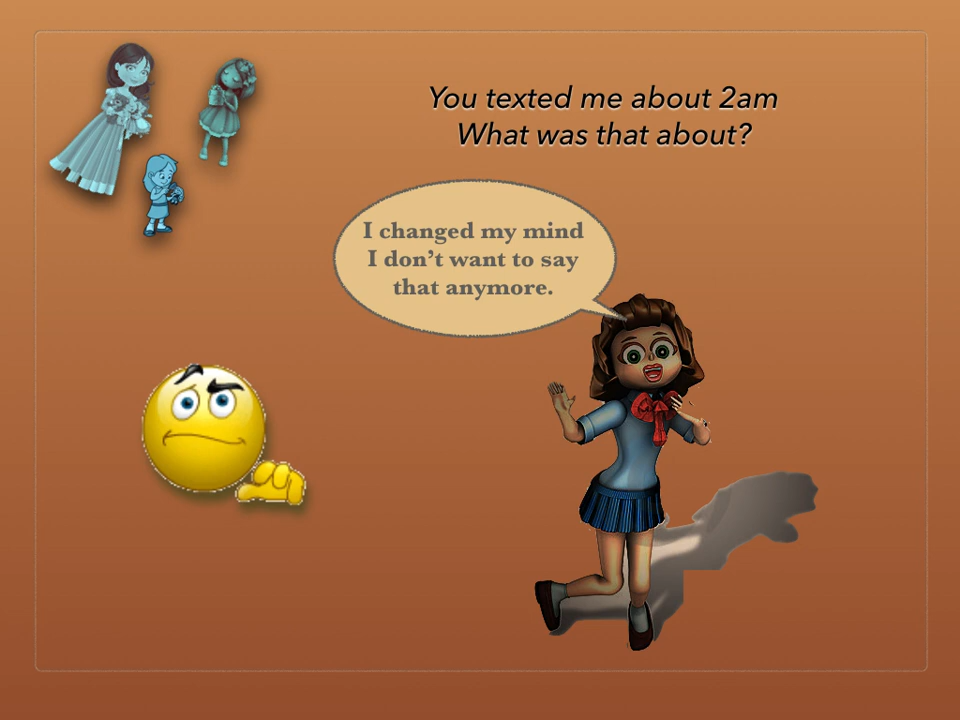 You texted me about 2am
What was that about?
I changed my mind
I don’t want to say
that anymore.